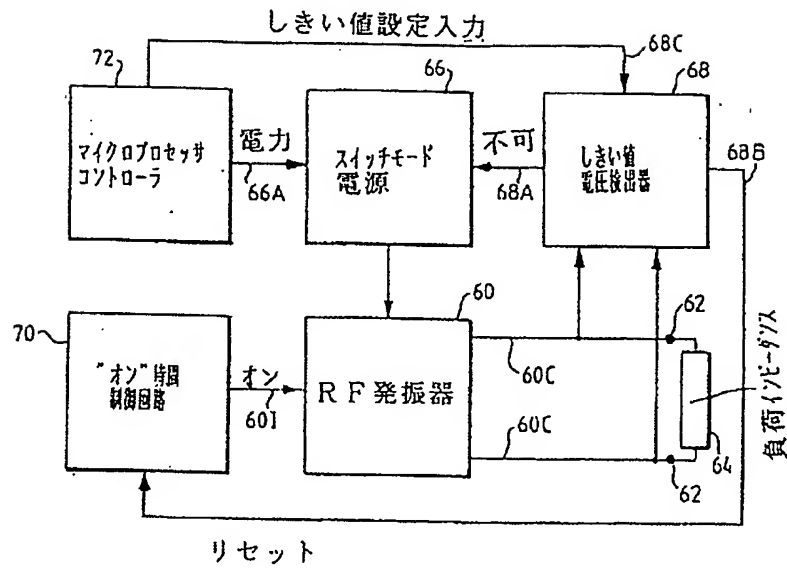 しきい値設定入力
72
66
68C
68
マイクロプロセッサ
コントローラ
電力
66A
スイッチモード
電源
不可
68A
しきい値
電圧検出器
68B
70
"オン"時間
制御回路
オン
60I
60
RF発振器
60C
60C
62
62
64
負荷インピーダンス
リセット